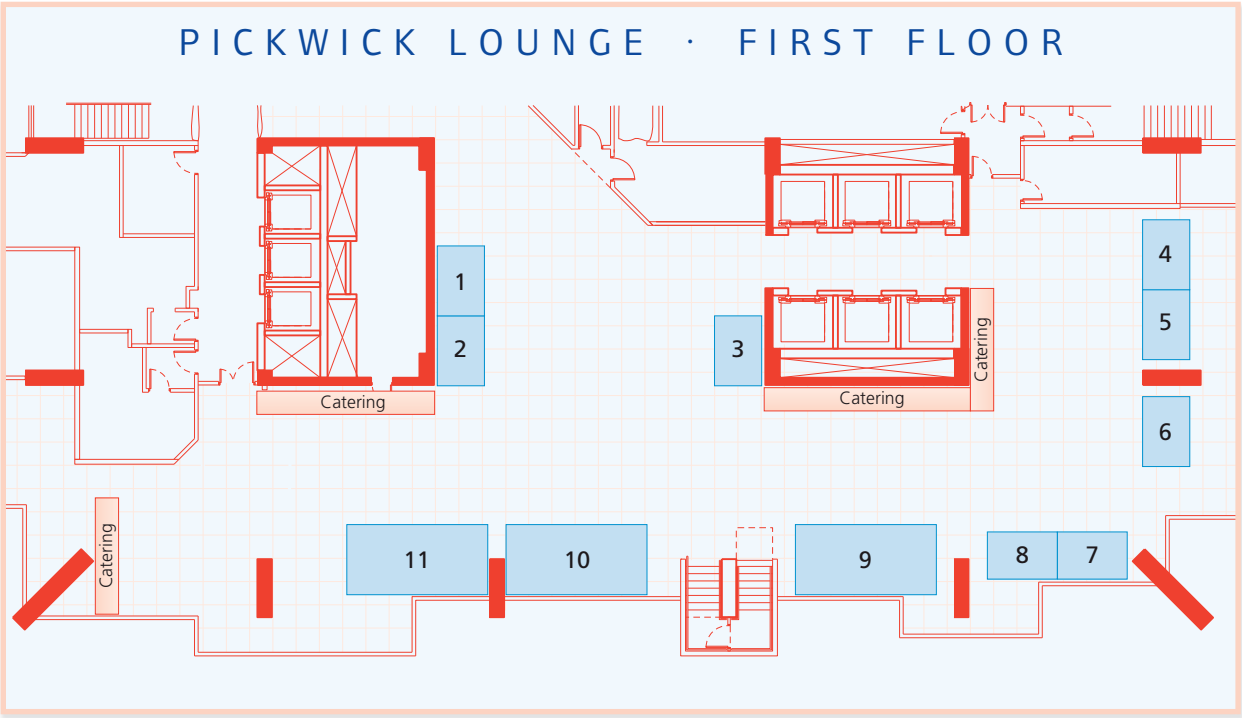 PICKWICK LOUNGE · FIRST FLOOR
1
2
3
4
5
6
Catering
Catering
Catering
Catering
11
10
9
8
7